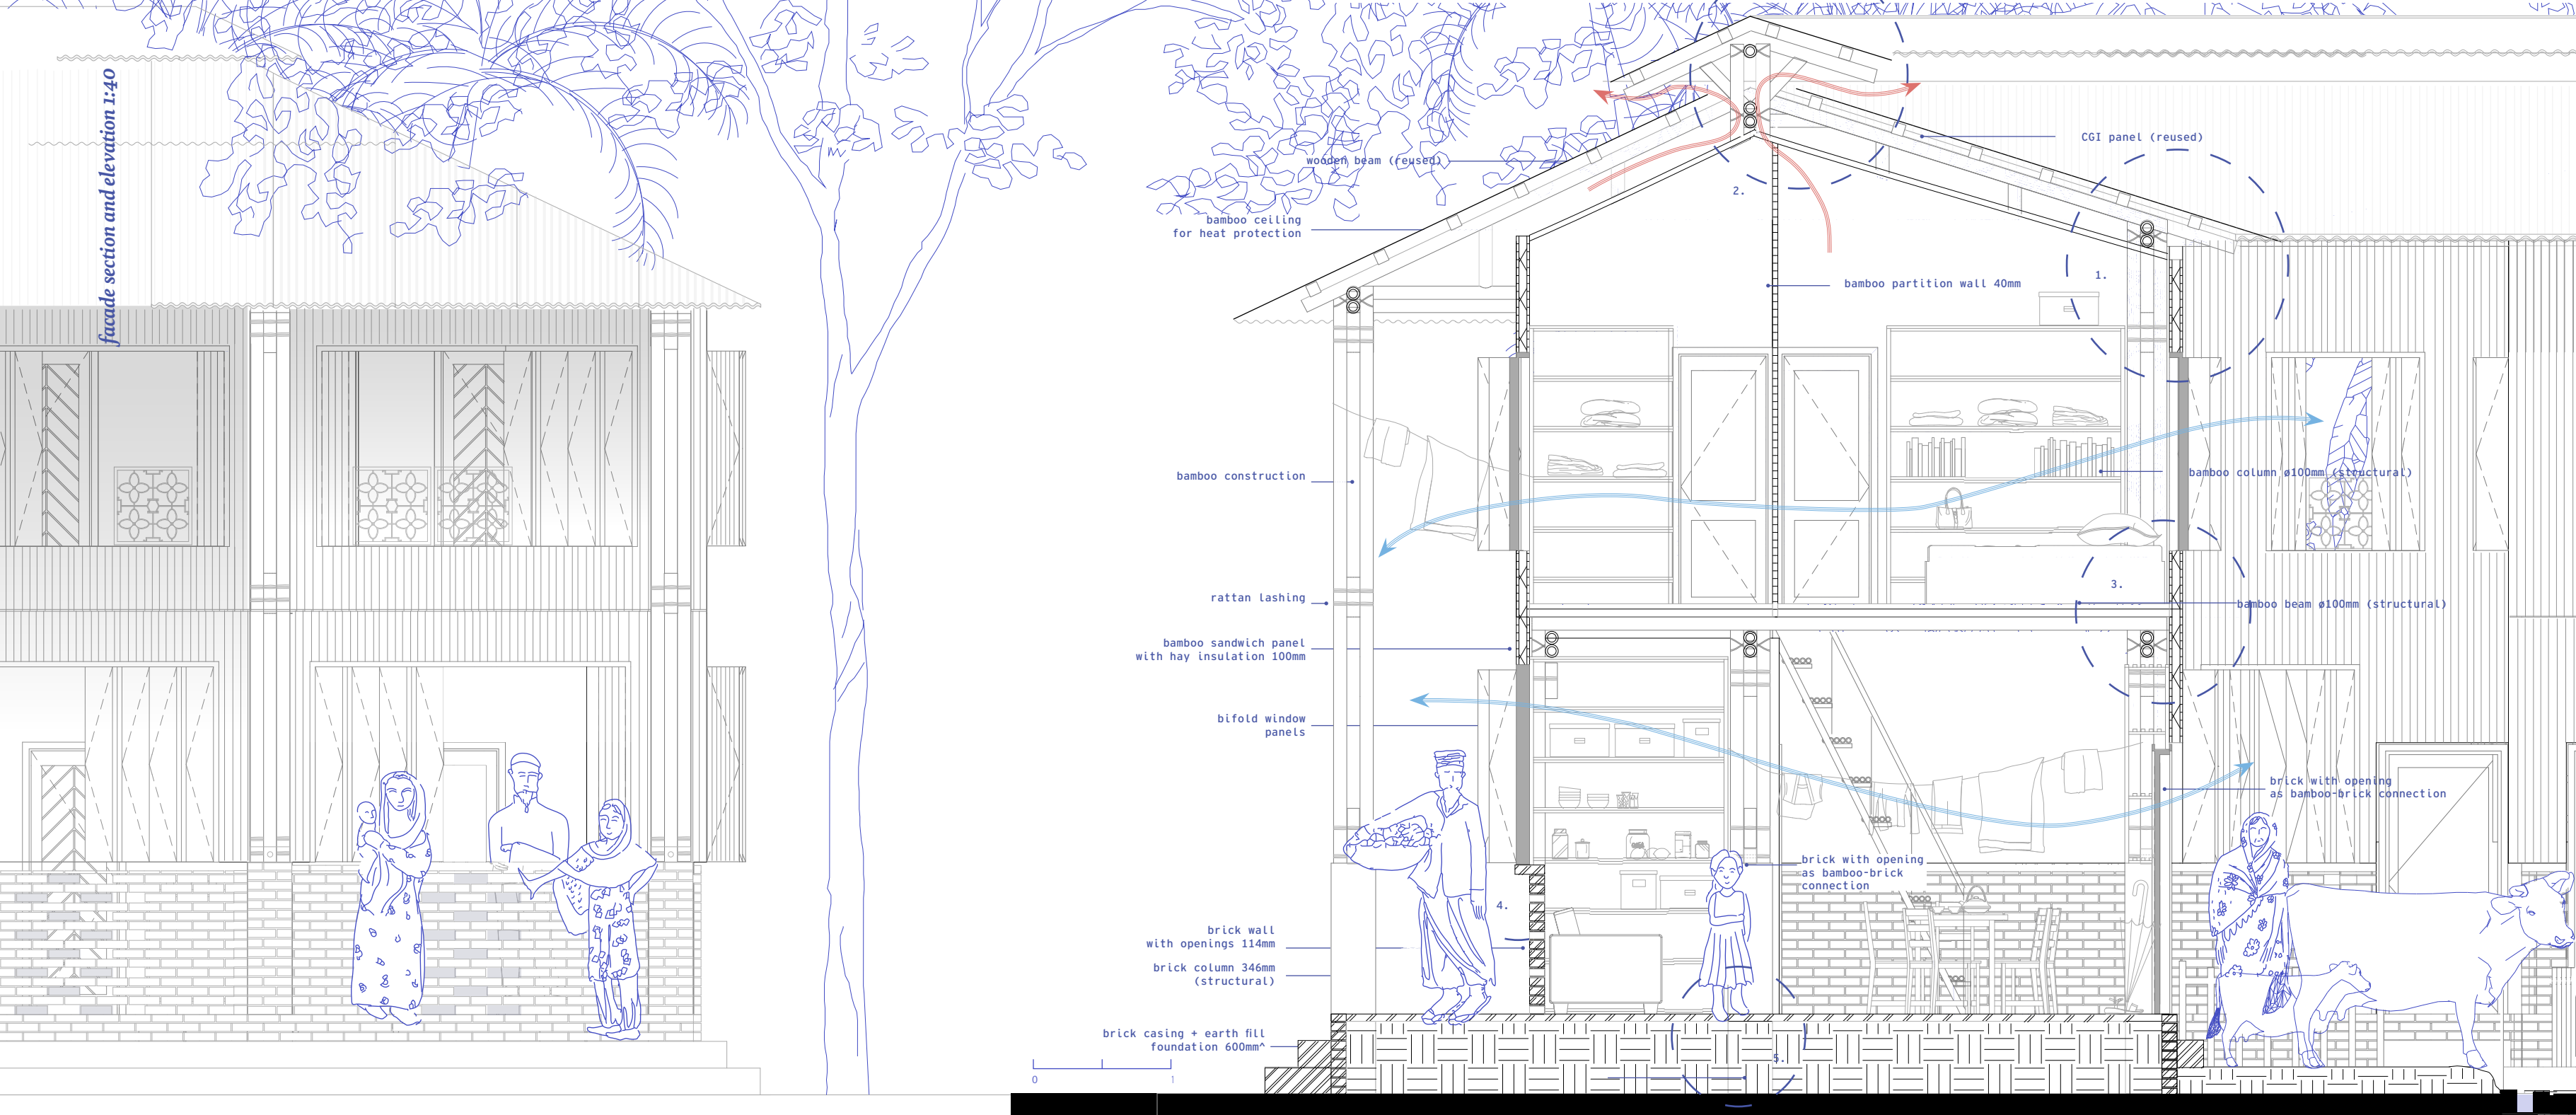 facade section and elevation 1:40
wooden beam (reused)
bamboo ceiling
for heat protection
bamboo construction
rattan lashing
bamboo sandwich panel
with hay insulation 100mm
bifold window
panels
brick wall
with openings 114mm
brick column 346mm
(structural)
brick casing + earth fill
foundation 600mm^
0
1
2.
CGI panel (reused)
1.
bamboo partition wall 40mm
bamboo column ø100mm (structural)
3.
bamboo beam ø100mm (structural)
brick with opening
as bamboo-brick connection
brick with opening
as bamboo-brick
connection
4.
5.